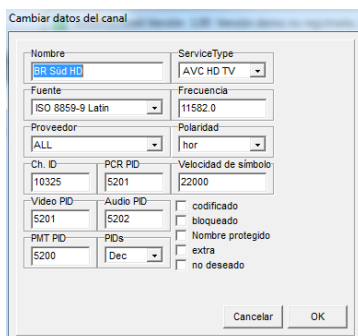 Cambiar datos del canal
Nombre ServiceType
BR Süd HD AVC HD TV
Fuente Frecuencia
ISO 8859-9 Latin 11582.0
Proveedor Polaridad
ALL hor
Ch. ID PCR PID Velocidad de símbolo
10325 5201 22000
Video PID Audio PID codificado
5201 5202 bloqueado
Nombre protegido
PMT PID PIDs extra
5200 Dec no deseado
Cancelar OK